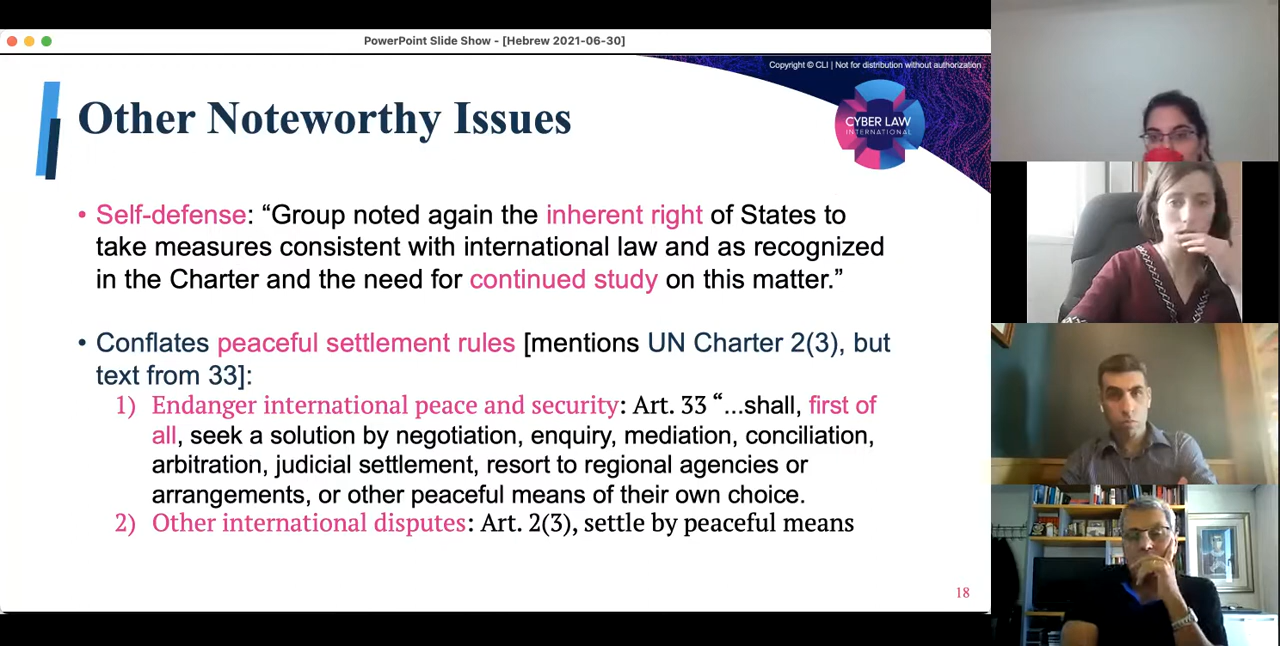 PowerPoint Slide Show - [Hebrew 2021-06-30]
Copyright © CLI | Not for distribution without authorization
Other Noteworthy Issues
CYBER LAW
INTERNATIONAL
• Self-defense: “Group noted again the inherent right of States to
take measures consistent with international law and as recognized
in the Charter and the need for continued study on this matter.”
• Conflates peaceful settlement rules [mentions UN Charter 2(3), but
text from 33]:
1) Endanger international peace and security: Art. 33 “...shall, first of
all, seek a solution by negotiation, enquiry, mediation, conciliation,
arbitration, judicial settlement, resort to regional agencies or
arrangements, or other peaceful means of their own choice.
2) Other international disputes: Art. 2(3), settle by peaceful means
18